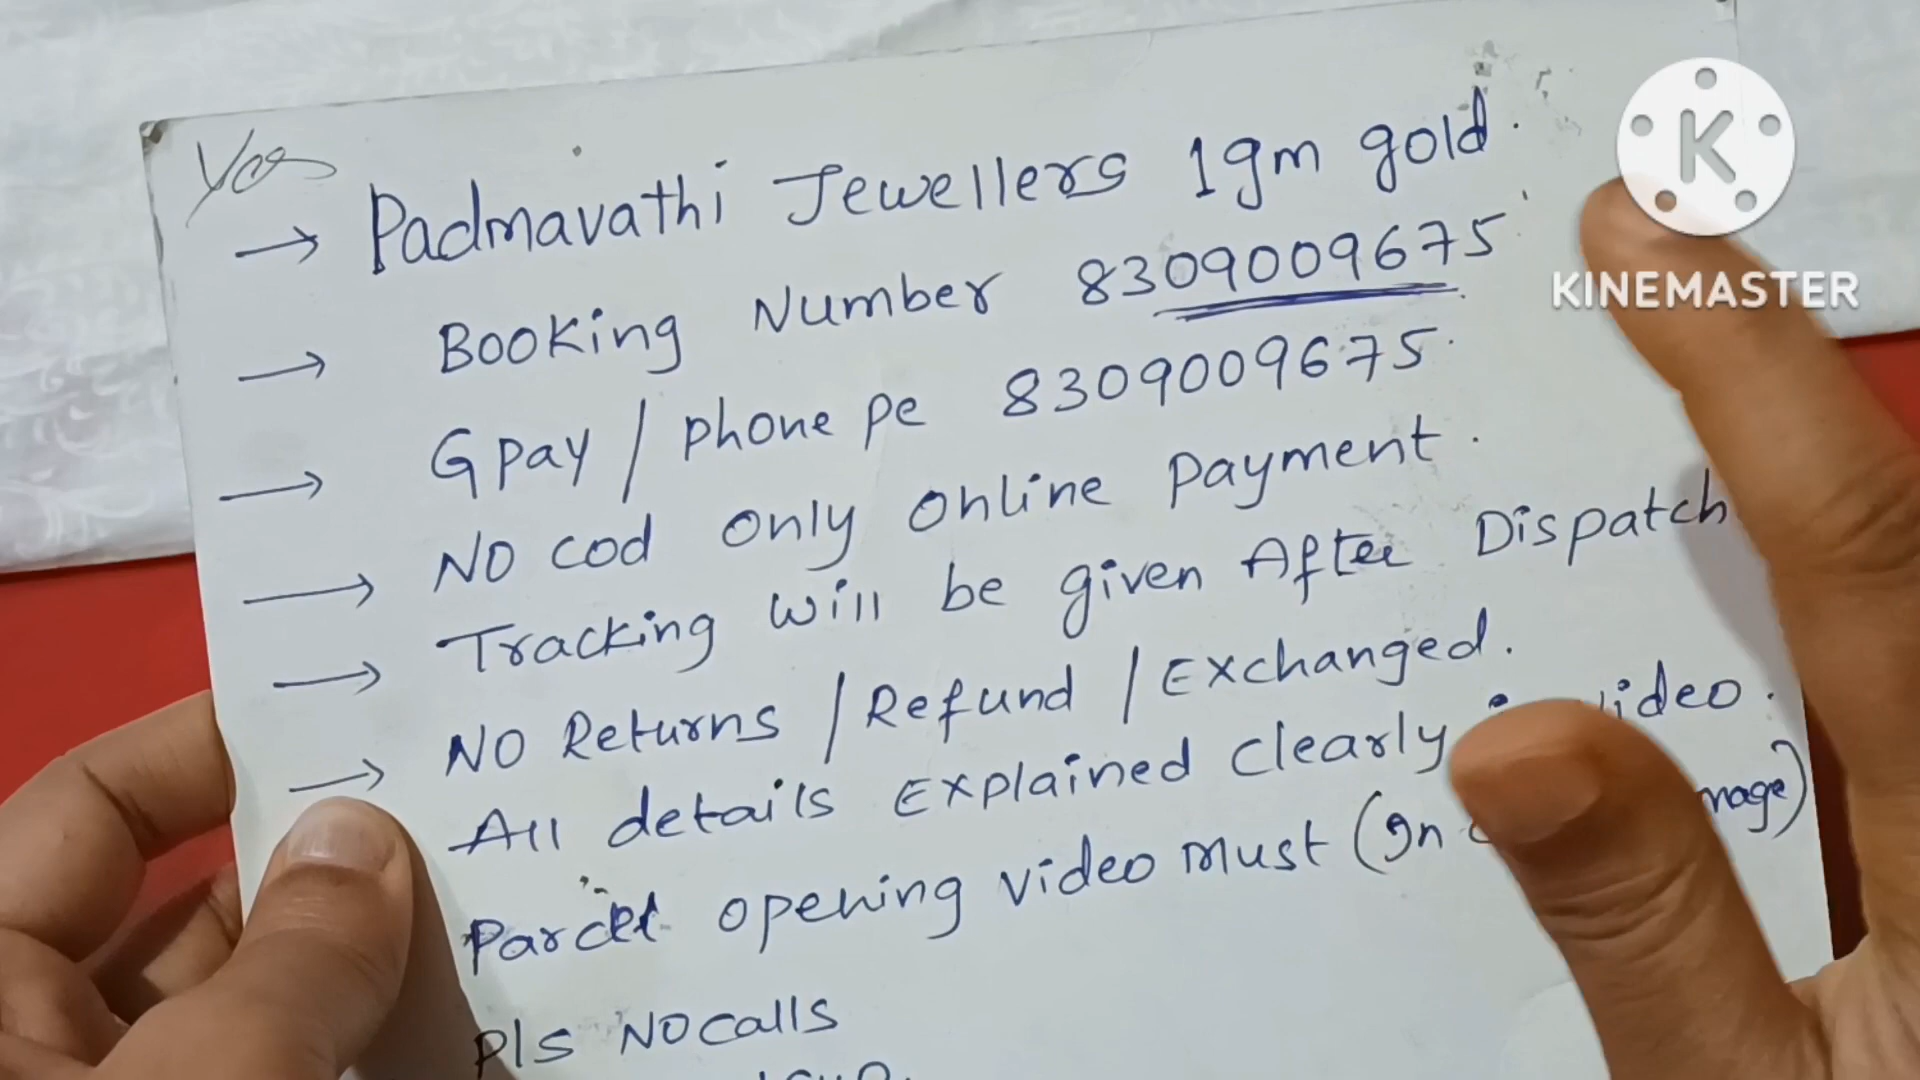 Yes
→ Padmavathi Jewellers 1gm gold.
→ Booking Number 8309009675
→ Gpay / phone pe 8309009675.
→ NO cod only online payment.
→ Tracking will be given After Dispatch
→ NO Returns / Refund / Exchanged.
All details Explained clearly video.
Parcel opening video must (In
Pls NO calls
KINEMASTER